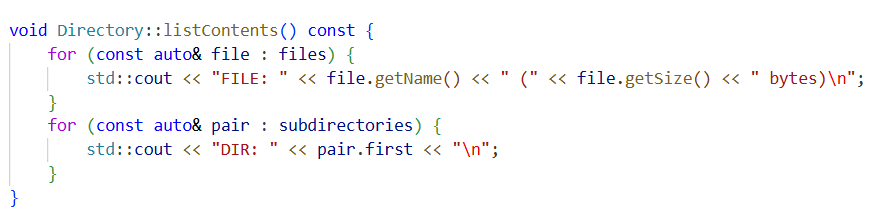 void Directory::listContents() const {
    for (const auto& file : files) {
        std::cout << "FILE: " << file.getName() << " (" << file.getSize() << " bytes)\n";
    }
    for (const auto& pair : subdirectories) {
        std::cout << "DIR: " << pair.first << "\n";
    }
}